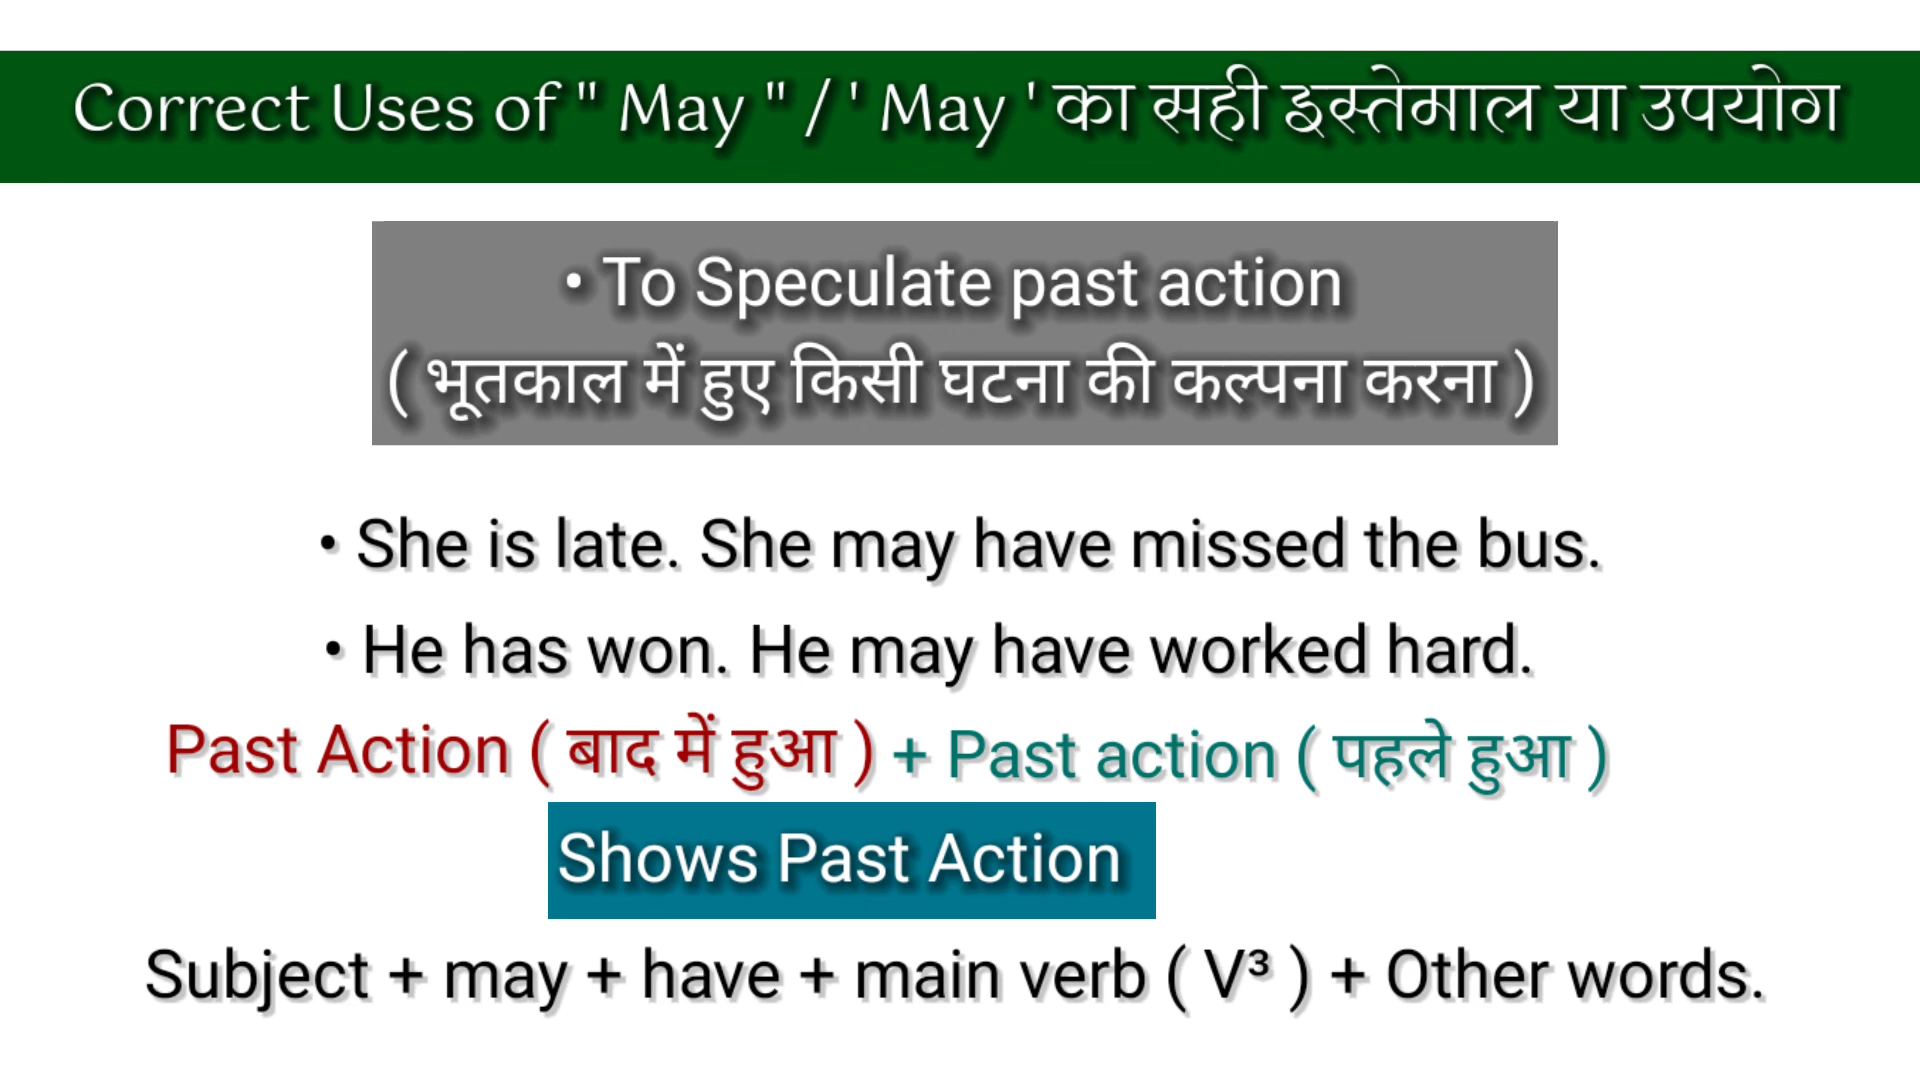 Correct Uses of " May " / ' May ' का सही इस्तेमाल या उपयोग
• To Speculate past action
( भूतकाल में हुए किसी घटना की कल्पना करना )
• She is late. She may have missed the bus.
• He has won. He may have worked hard.
Past Action ( बाद में हुआ ) + Past action ( पहले हुआ )
Shows Past Action
Subject + may + have + main verb ( V³ ) + Other words.